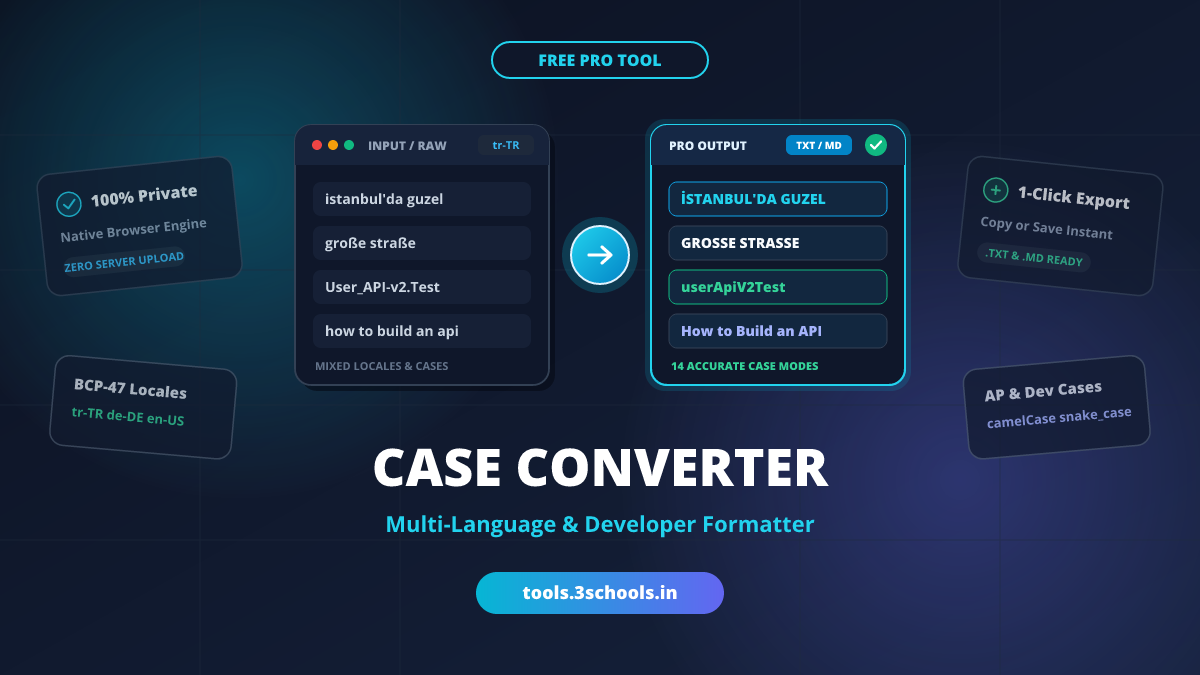 FREE PRO TOOL
INPUT / RAW
tr-TR
istanbul'da guzel
große straße
User_API-v2.Test
how to build an api
MIXED LOCALES & CASES
PRO OUTPUT
TXT / MD
İSTANBUL'DA GUZEL
GROSSE STRASSE
userApiV2Test
How to Build an API
14 ACCURATE CASE MODES
100% Private
Native Browser Engine
ZERO SERVER UPLOAD
BCP-47 Locales
tr-TR de-DE en-US
1-Click Export
Copy or Save Instant
.TXT & .MD READY
AP & Dev Cases
camelCase snake_case
CASE CONVERTER
Multi-Language & Developer Formatter
tools.3schools.in